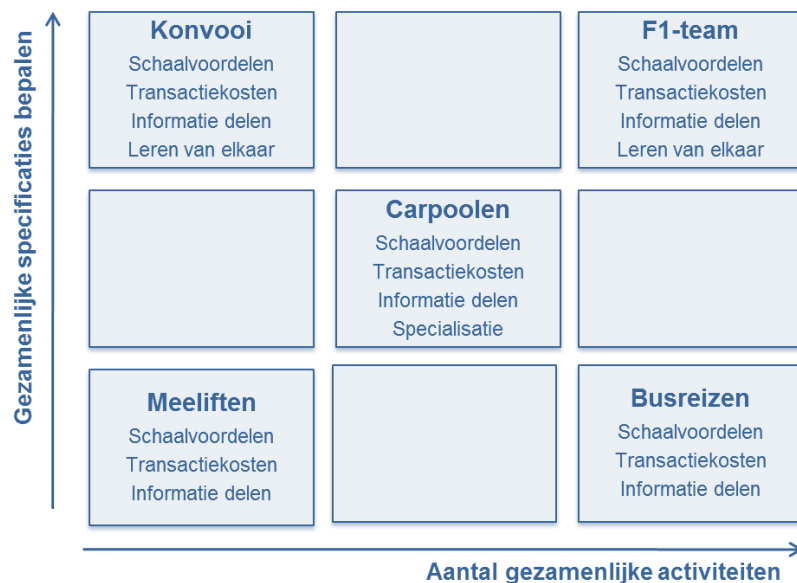 Gezamenlijke specificaties bepalen
Konvooi
Schaalvoordelen
Transactiekosten
Informatie delen
Leren van elkaar
F1-team
Schaalvoordelen
Transactiekosten
Informatie delen
Leren van elkaar
Carpoolen
Schaalvoordelen
Transactiekosten
Informatie delen
Specialisatie
Meeliften
Schaalvoordelen
Transactiekosten
Informatie delen
Busreizen
Schaalvoordelen
Transactiekosten
Informatie delen
Aantal gezamenlijke activiteiten